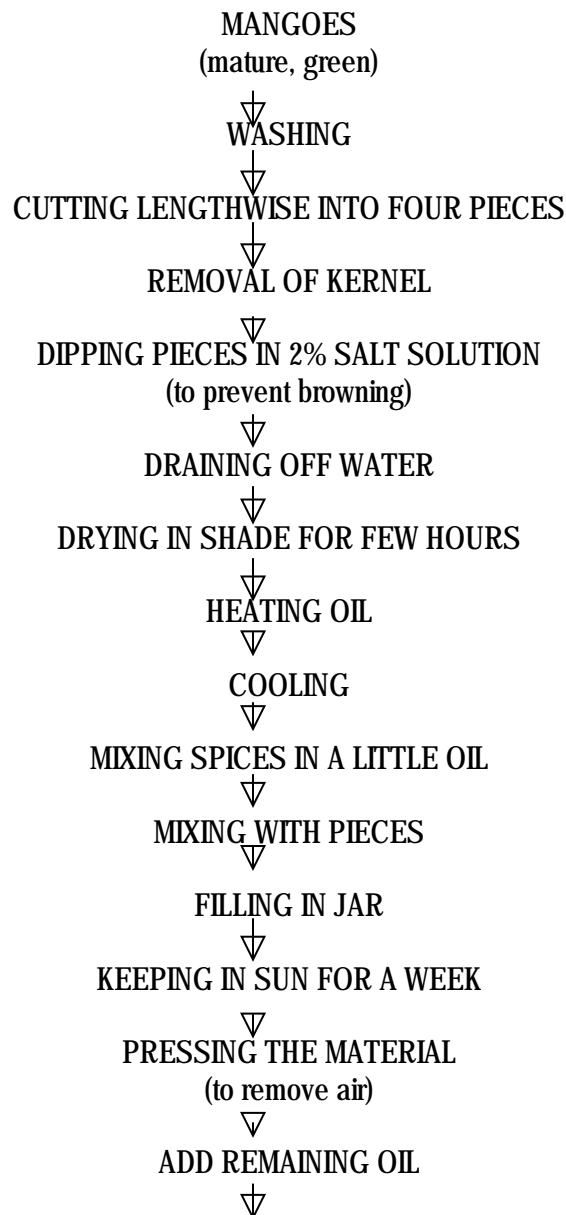 MANGOES
(mature, green)
WASHING
CUTTING LENGTHWISE INTO FOUR PIECES
REMOVAL OF KERNEL
DIPPING PIECES IN 2% SALT SOLUTION
(to prevent browning)
DRAINING OFF WATER
DRYING IN SHADE FOR FEW HOURS
HEATING OIL
COOLING
MIXING SPICES IN A LITTLE OIL
MIXING WITH PIECES
FILLING IN JAR
KEEPING IN SUN FOR A WEEK
PRESSING THE MATERIAL
(to remove air)
ADD REMAINING OIL